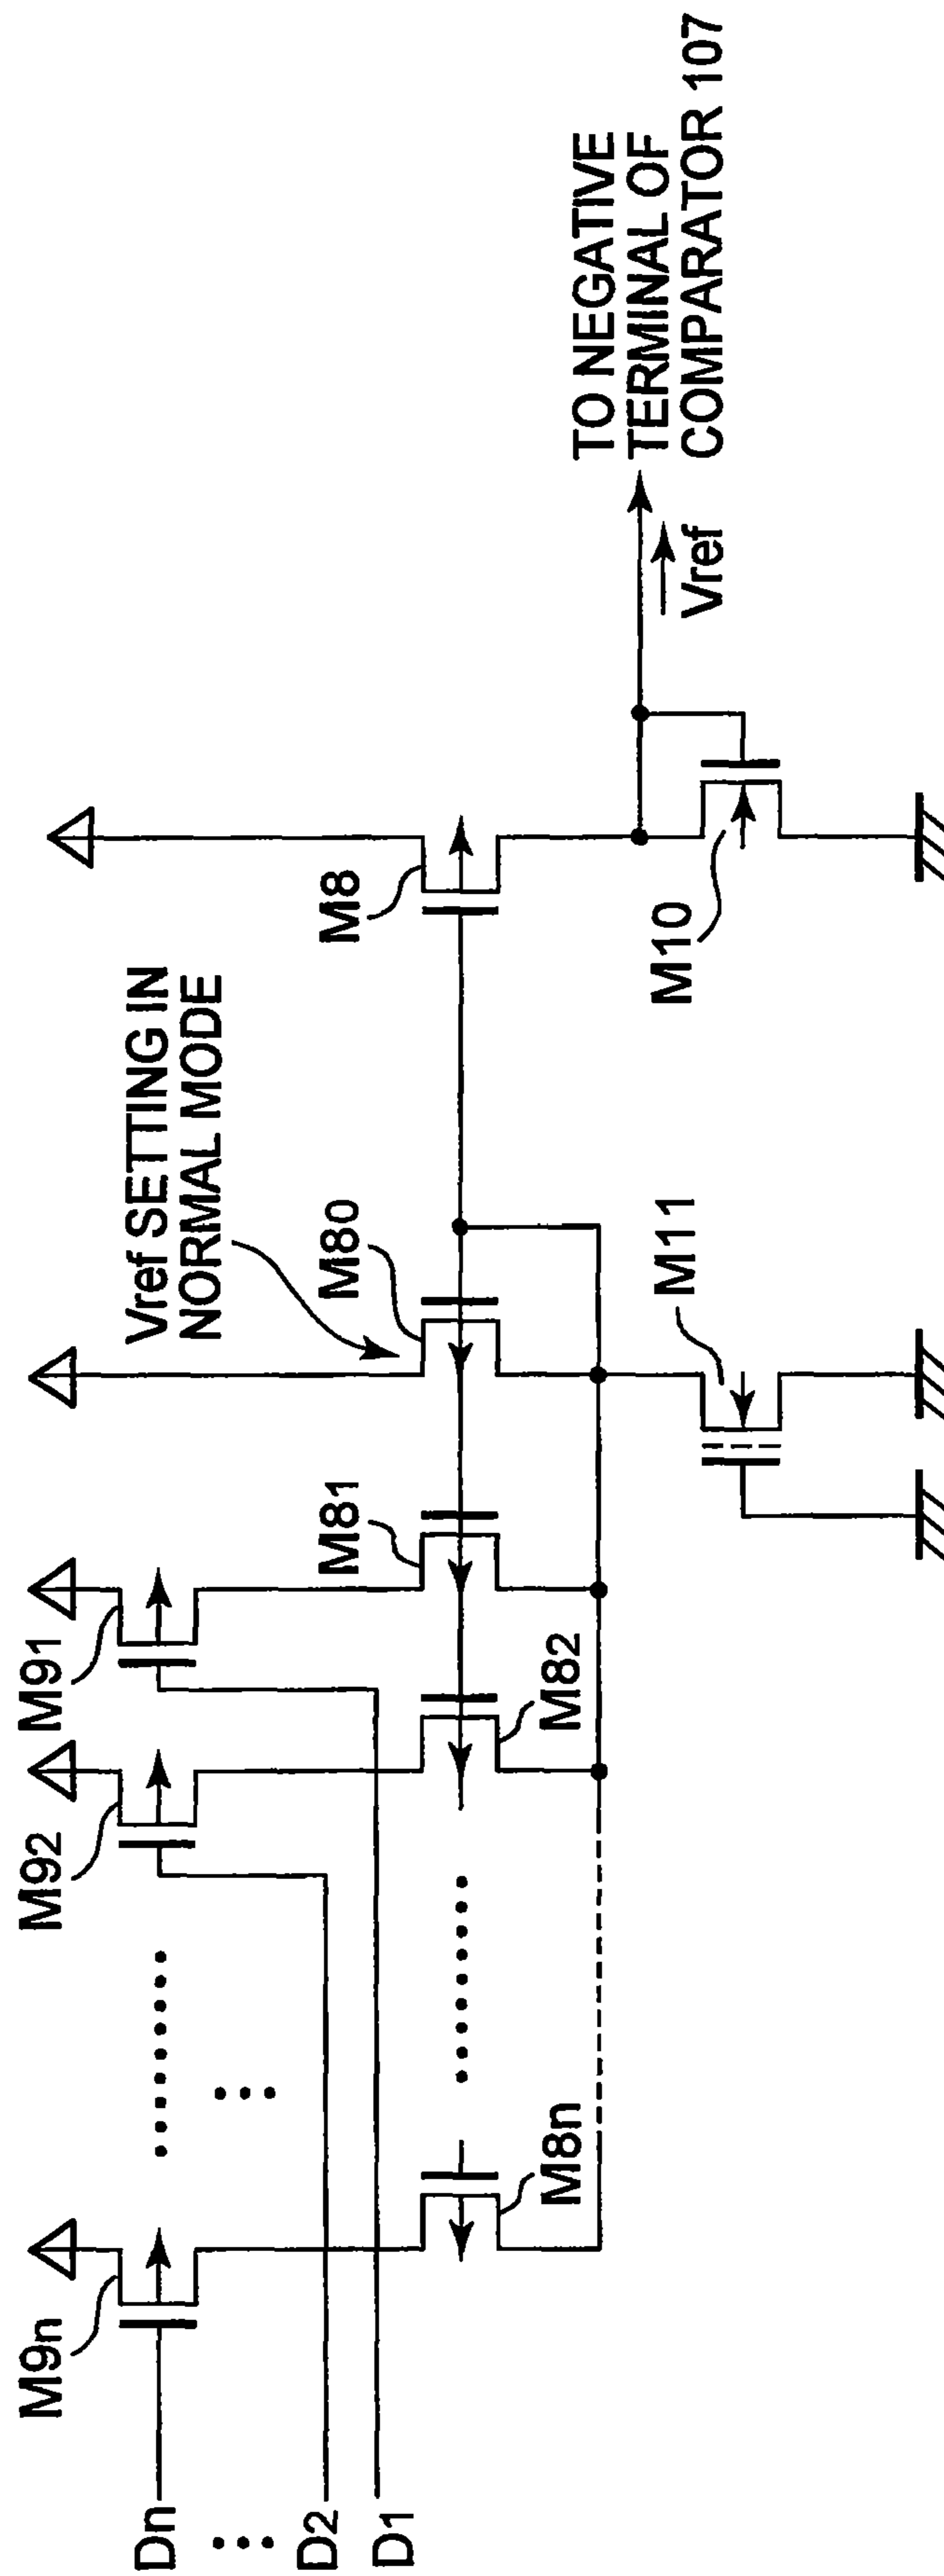 Vref SETTING IN
NORMAL MODE
M9n
M92
M91
M80
M8
M81
M8n
M82
M11
M10
Dn
D2
D1
Vref
TO NEGATIVE
TERMINAL OF
COMPARATOR 107